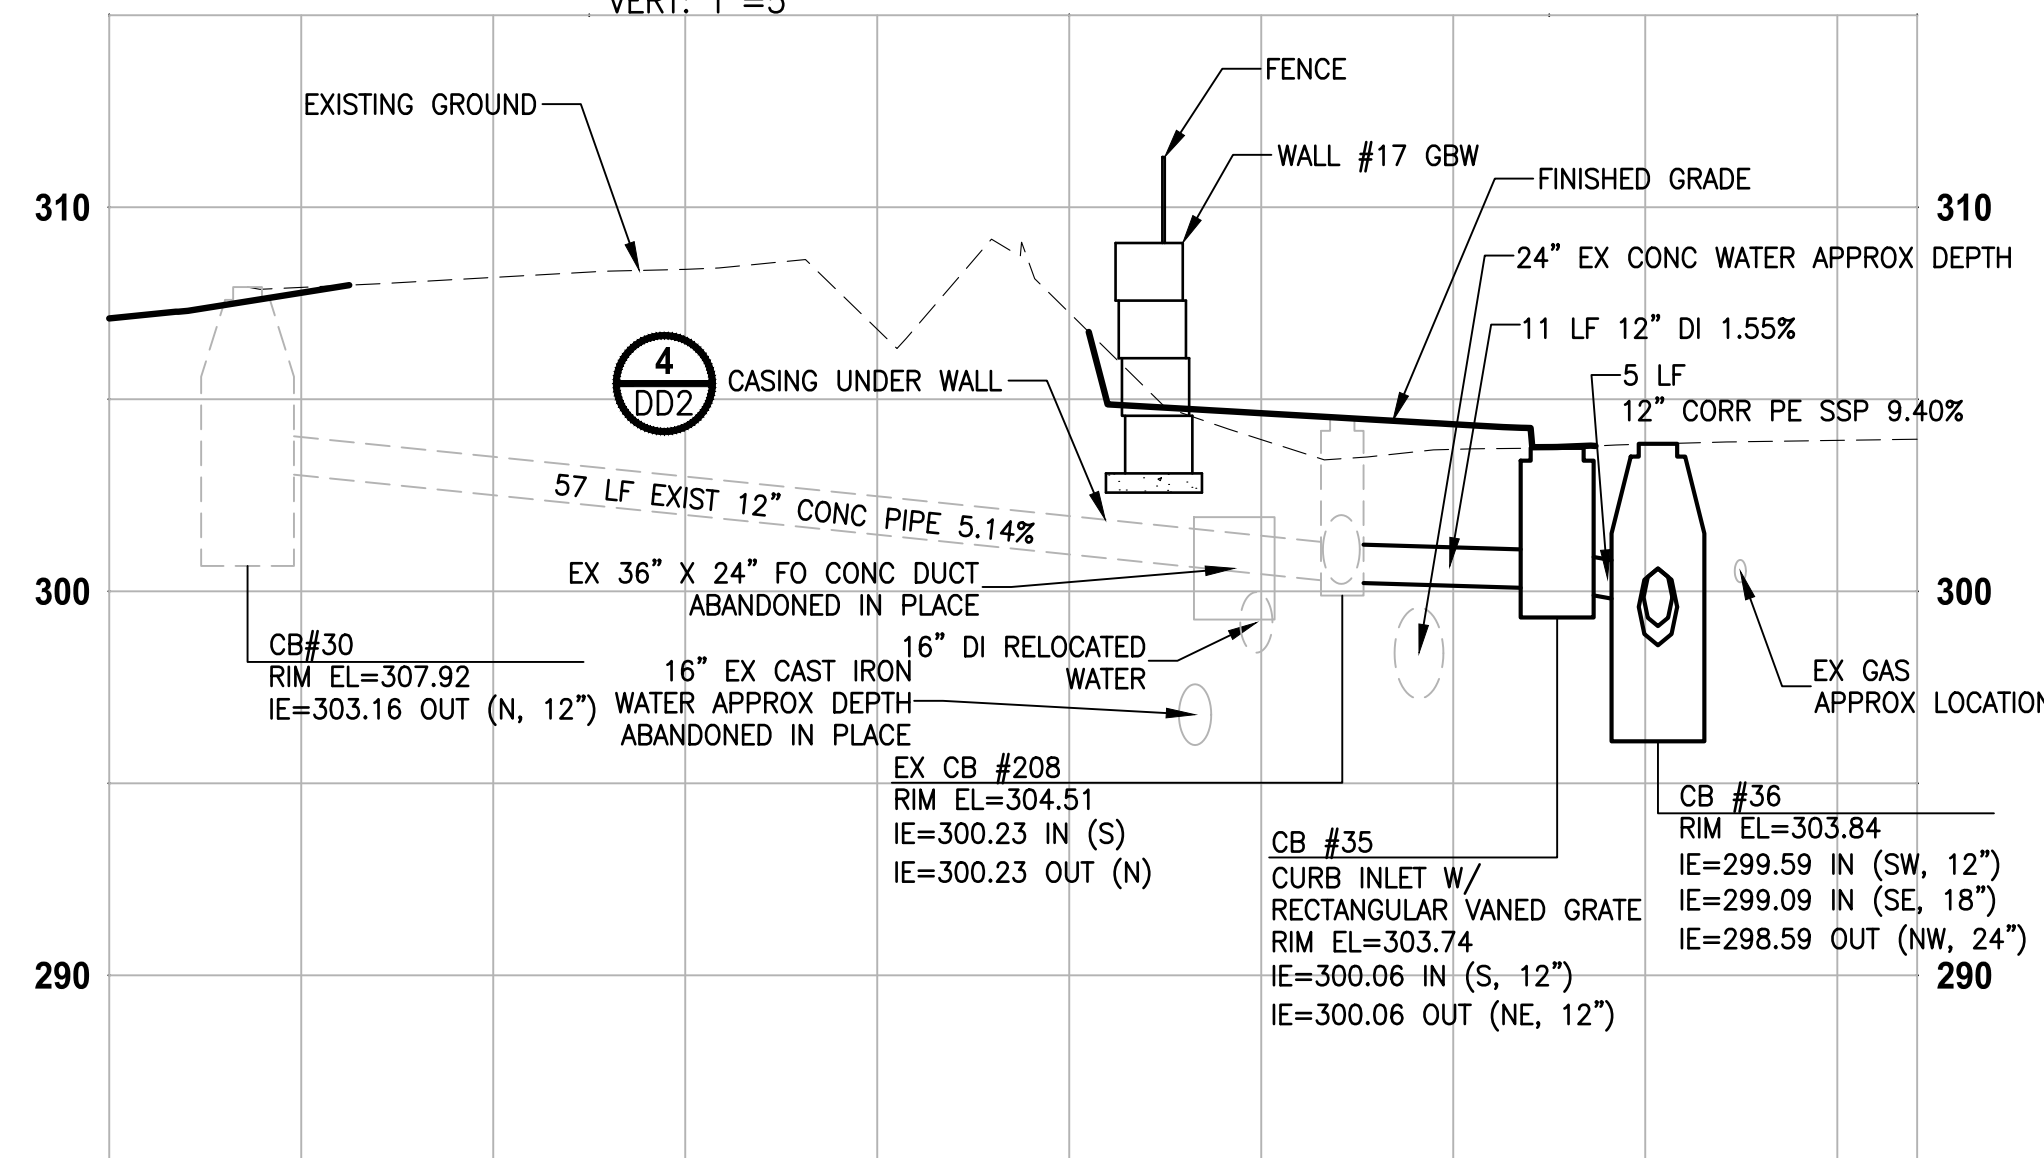 VERT: 1"=5'
FENCE
EXISTING GROUND
WALL #17 GBW
FINISHED GRADE
310
310
24" EX CONC WATER APPROX DEPTH
11 LF 12" DI 1.55%
4
DD2
CASING UNDER WALL
5 LF
12" CORR PE SSP 9.40%
57 LF EXIST 12" CONC PIPE 5.14%
EX 36" X 24" FO CONC DUCT
ABANDONED IN PLACE
300
300
16" DI RELOCATED
WATER
CB#30
RIM EL=307.92
IE=303.16 OUT (N, 12")
16" EX CAST IRON
WATER APPROX DEPTH
ABANDONED IN PLACE
EX GAS
APPROX LOCATION
EX CB #208
RIM EL=304.51
IE=300.23 IN (S)
IE=300.23 OUT (N)
CB #35
CURB INLET W/
RECTANGULAR VANED GRATE
RIM EL=303.74
IE=300.06 IN (S, 12")
IE=300.06 OUT (NE, 12")
CB #36
RIM EL=303.84
IE=299.59 IN (SW, 12")
IE=299.09 IN (SE, 18")
IE=298.59 OUT (NW, 24")
290
290